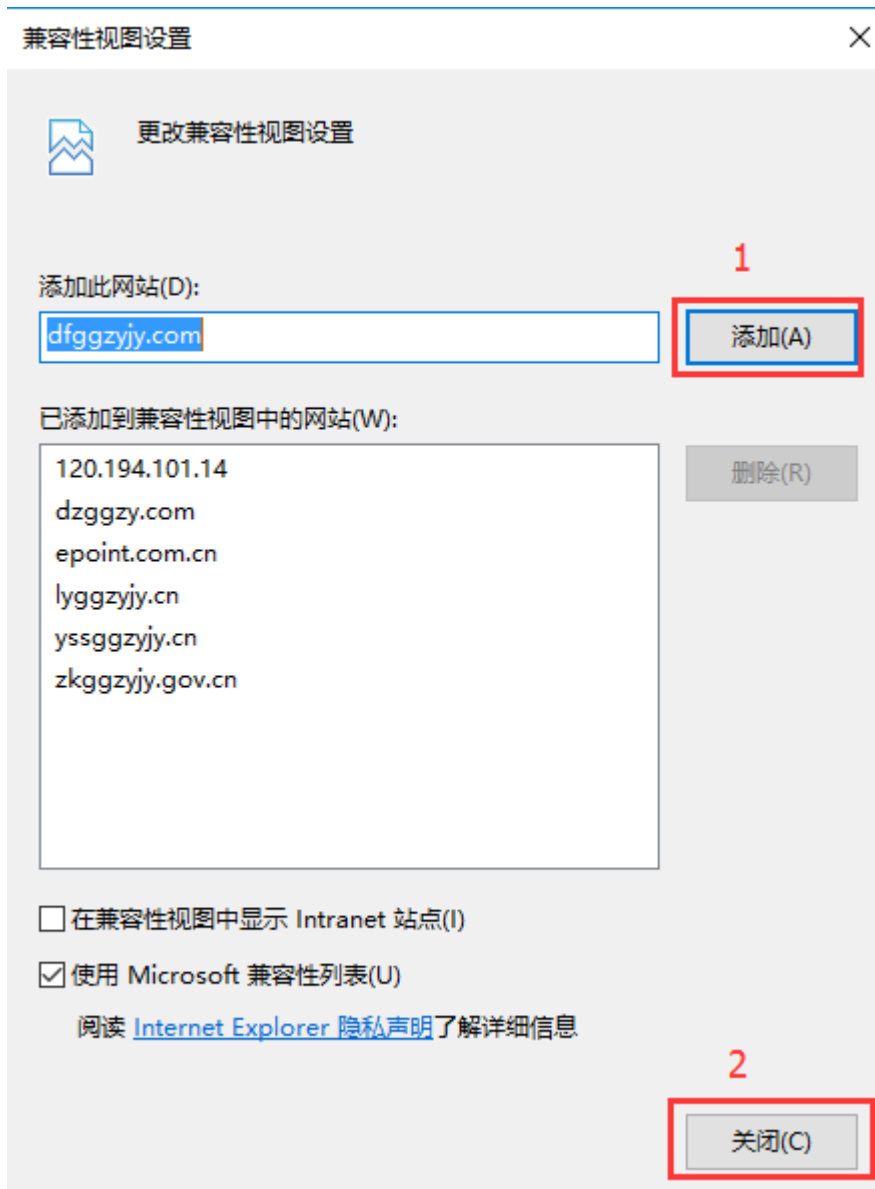 兼容性视图设置
更改兼容性视图设置
1
添加此网站(D):
dfggzyjy.com
添加(A)
已添加到兼容性视图中的网站(W):
120.194.101.14
删除(R)
dzggzy.com
epoint.com.cn
lyggzyjy.cn
yssggzyjy.cn
zkggzyjy.gov.cn
在兼容性视图中显示 Intranet 站点(I)
使用 Microsoft 兼容性列表(U)
阅读 Internet Explorer 隐私声明了解详细信息
2
关闭(C)